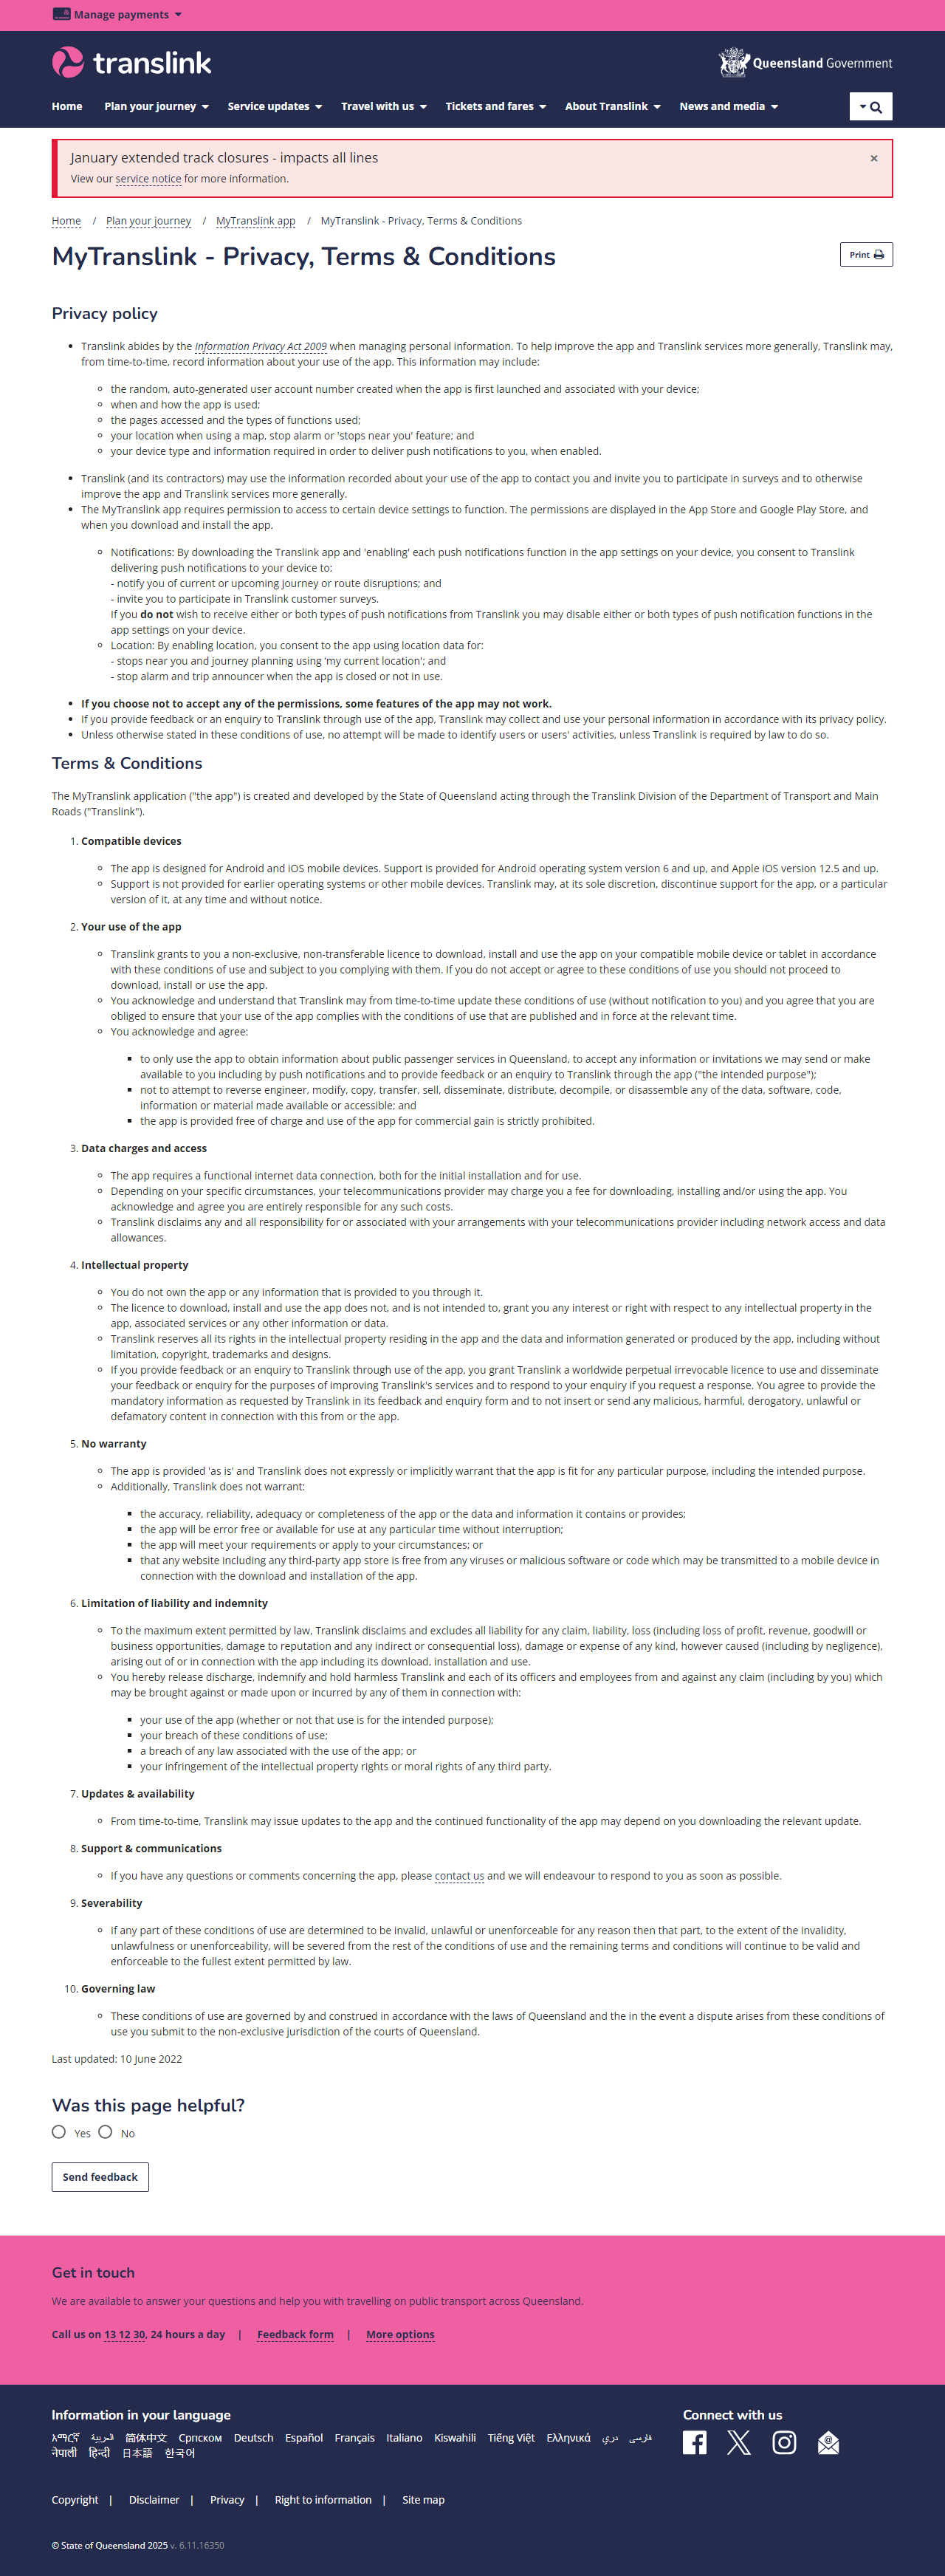 Manage payments
translink
Queensland Government
Home Plan your journey Service updates Travel with us Tickets and fares About Translink News and media
January extended track closures - impacts all lines ×
View our service notice for more information.
Home / Plan your journey / MyTranslink app / MyTranslink - Privacy, Terms & Conditions
MyTranslink - Privacy, Terms & Conditions
Print
Privacy policy
• Translink abides by the Information Privacy Act 2009 when managing personal information. To help improve the app and Translink services more generally, Translink may,
from time-to-time, record information about your use of the app. This information may include:
◦ the random, auto-generated user account number created when the app is first launched and associated with your device;
◦ when and how the app is used;
◦ the pages accessed and the types of functions used;
◦ your location when using a map, stop alarm or 'stops near you' feature; and
◦ your device type and information required in order to deliver push notifications to you, when enabled.
• Translink (and its contractors) may use the information recorded about your use of the app to contact you and invite you to participate in surveys and to otherwise
improve the app and Translink services more generally.
• The MyTranslink app requires permission to access to certain device settings to function. The permissions are displayed in the App Store and Google Play Store, and
when you download and install the app.
◦ Notifications: By downloading the Translink app and 'enabling' each push notifications function in the app settings on your device, you consent to Translink
delivering push notifications to your device to:
- notify you of current or upcoming journey or route disruptions; and
- invite you to participate in Translink customer surveys.
If you do not wish to receive either or both types of push notifications from Translink you may disable either or both types of push notification functions in the
app settings on your device.
◦ Location: By enabling location, you consent to the app using location data for:
- stops near you and journey planning using 'my current location'; and
- stop alarm and trip announcer when the app is closed or not in use.
• If you choose not to accept any of the permissions, some features of the app may not work.
• If you provide feedback or an enquiry to Translink through use of the app, Translink may collect and use your personal information in accordance with its privacy policy.
• Unless otherwise stated in these conditions of use, no attempt will be made to identify users or users' activities, unless Translink is required by law to do so.
Terms & Conditions
The MyTranslink application ("the app") is created and developed by the State of Queensland acting through the Translink Division of the Department of Transport and Main
Roads ("Translink").
1. Compatible devices
◦ The app is designed for Android and iOS mobile devices. Support is provided for Android operating system version 6 and up, and Apple iOS version 12.5 and up.
◦ Support is not provided for earlier operating systems or other mobile devices. Translink may, at its sole discretion, discontinue support for the app, or a particular
version of it, at any time and without notice.
2. Your use of the app
◦ Translink grants to you a non-exclusive, non-transferable licence to download, install and use the app on your compatible mobile device or tablet in accordance
with these conditions of use and subject to you complying with them. If you do not accept or agree to these conditions of use you should not proceed to
download, install or use the app.
◦ You acknowledge and understand that Translink may from time-to-time update these conditions of use (without notification to you) and you agree that you are
obliged to ensure that your use of the app complies with the conditions of use that are published and in force at the relevant time.
◦ You acknowledge and agree:
▪ to only use the app to obtain information about public passenger services in Queensland, to accept any information or invitations we may send or make
available to you including by push notifications and to provide feedback or an enquiry to Translink through the app ("the intended purpose");
▪ not to attempt to reverse engineer, modify, copy, transfer, sell, disseminate, distribute, decompile, or disassemble any of the data, software, code,
information or material made available or accessible; and
▪ the app is provided free of charge and use of the app for commercial gain is strictly prohibited.
3. Data charges and access
◦ The app requires a functional internet data connection, both for the initial installation and for use.
◦ Depending on your specific circumstances, your telecommunications provider may charge you a fee for downloading, installing and/or using the app. You
acknowledge and agree you are entirely responsible for any such costs.
◦ Translink disclaims any and all responsibility for or associated with your arrangements with your telecommunications provider including network access and data
allowances.
4. Intellectual property
◦ You do not own the app or any information that is provided to you through it.
◦ The licence to download, install and use the app does not, and is not intended to, grant you any interest or right with respect to any intellectual property in the
app, associated services or any other information or data.
◦ Translink reserves all its rights in the intellectual property residing in the app and the data and information generated or produced by the app, including without
limitation, copyright, trademarks and designs.
◦ If you provide feedback or an enquiry to Translink through use of the app, you grant Translink a worldwide perpetual irrevocable licence to use and disseminate
your feedback or enquiry for the purposes of improving Translink's services and to respond to your enquiry if you request a response. You agree to provide the
mandatory information as requested by Translink in its feedback and enquiry form and to not insert or send any malicious, harmful, derogatory, unlawful or
defamatory content in connection with this from or the app.
5. No warranty
◦ The app is provided 'as is' and Translink does not expressly or implicitly warrant that the app is fit for any particular purpose, including the intended purpose.
◦ Additionally, Translink does not warrant:
▪ the accuracy, reliability, adequacy or completeness of the app or the data and information it contains or provides;
▪ the app will be error free or available for use at any particular time without interruption;
▪ the app will meet your requirements or apply to your circumstances; or
▪ that any website including any third-party app store is free from any viruses or malicious software or code which may be transmitted to a mobile device in
connection with the download and installation of the app.
6. Limitation of liability and indemnity
◦ To the maximum extent permitted by law, Translink disclaims and excludes all liability for any claim, liability, loss (including loss of profit, revenue, goodwill or
business opportunities, damage to reputation and any indirect or consequential loss), damage or expense of any kind, however caused (including by negligence),
arising out of or in connection with the app including its download, installation and use.
◦ You hereby release discharge, indemnify and hold harmless Translink and each of its officers and employees from and against any claim (including by you) which
may be brought against or made upon or incurred by any of them in connection with:
▪ your use of the app (whether or not that use is for the intended purpose);
▪ your breach of these conditions of use;
▪ a breach of any law associated with the use of the app; or
▪ your infringement of the intellectual property rights or moral rights of any third party.
7. Updates & availability
◦ From time-to-time, Translink may issue updates to the app and the continued functionality of the app may depend on you downloading the relevant update.
8. Support & communications
◦ If you have any questions or comments concerning the app, please contact us and we will endeavour to respond to you as soon as possible.
9. Severability
◦ If any part of these conditions of use are determined to be invalid, unlawful or unenforceable for any reason then that part, to the extent of the invalidity,
unlawfulness or unenforceability, will be severed from the rest of the conditions of use and the remaining terms and conditions will continue to be valid and
enforceable to the fullest extent permitted by law.
10. Governing law
◦ These conditions of use are governed by and construed in accordance with the laws of Queensland and the in the event a dispute arises from these conditions of
use you submit to the non-exclusive jurisdiction of the courts of Queensland.
Last updated: 10 June 2022
Was this page helpful?
Yes No
Send feedback
Get in touch
We are available to answer your questions and help you with travelling on public transport across Queensland.
Call us on 13 12 30, 24 hours a day | Feedback form | More options
Information in your language
አማርኛ العربية 简体中文 Српском Deutsch Español Français Italiano Kiswahili Tiếng Việt Ελληνικά دری فارسی
नेपाली हिन्दी 日本語 한국어
Connect with us
Copyright | Disclaimer | Privacy | Right to information | Site map
© State of Queensland 2025 v. 6.11.16350